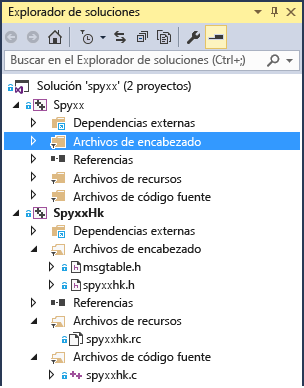 Explorador de soluciones
Buscar en el Explorador de soluciones (Ctrl+;)
Solución 'spyxx' (2 proyectos)
Spyxx
Dependencias externas
Archivos de encabezado
Referencias
Archivos de recursos
Archivos de código fuente
SpyxxHk
Dependencias externas
Archivos de encabezado
msgtable.h
spyxxhk.h
Referencias
Archivos de recursos
spyxxhk.rc
Archivos de código fuente
spyxxhk.c